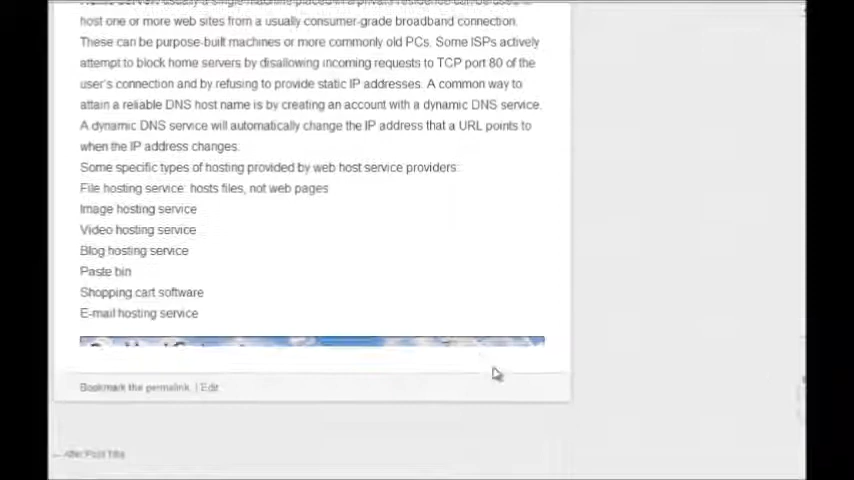 host one or more web sites from a usually consumer-grade broadband connection.
These can be purpose-built machines or more commonly old PCs. Some ISPs actively
attempt to block home servers by disallowing incoming requests to TCP port 80 of the
user's connection and by refusing to provide static IP addresses. A common way to
attain a reliable DNS host name is by creating an account with a dynamic DNS service.
A dynamic DNS service will automatically change the IP address that a URL points to
when the IP address changes.
Some specific types of hosting provided by web host service providers:
File hosting service: hosts files, not web pages
Image hosting service
Video hosting service
Blog hosting service
Paste bin
Shopping cart software
E-mail hosting service
Bookmark the permalink. | Edit
← After Post Title